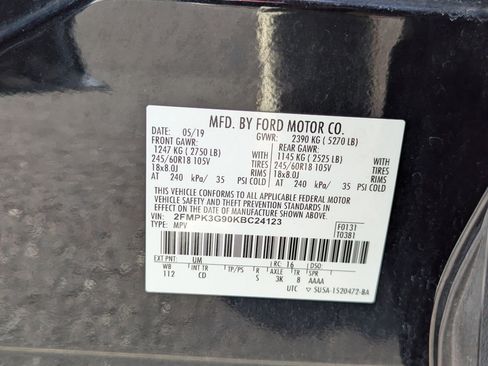 MFD. BY FORD MOTOR CO.
DATE: 05/19 GVWR: 2390 KG ( 5270 LB)
FRONT GAWR: REAR GAWR:
1247 KG ( 2750 LB) WITH 1145 KG ( 2525 LB) WITH
245/60R18 105V TIRES 245/60R18 105V TIRES
18x8.0J RIMS 18x8.0J RIMS
AT 240 kPa/ 35 PSI COLD AT 240 kPa/ 35 PSI COLD
THIS VEHICLE CONFORMS TO ALL APPLICABLE FEDERAL MOTOR
VEHICLE SAFETY AND THEFT PREVENTION STANDARDS IN EFFECT
ON THE DATE OF MANUFACTURE SHOWN ABOVE.
VIN: 2FMPK3G90KBC24123 F0131
TYPE: MPV T0381
EXT PNT: UM RC: 16 DSO:
WB INT TR TP/PS R AXLE TR SPR
112 CD S 3K 8 AAAA
UTC SU5A-1520472-BA